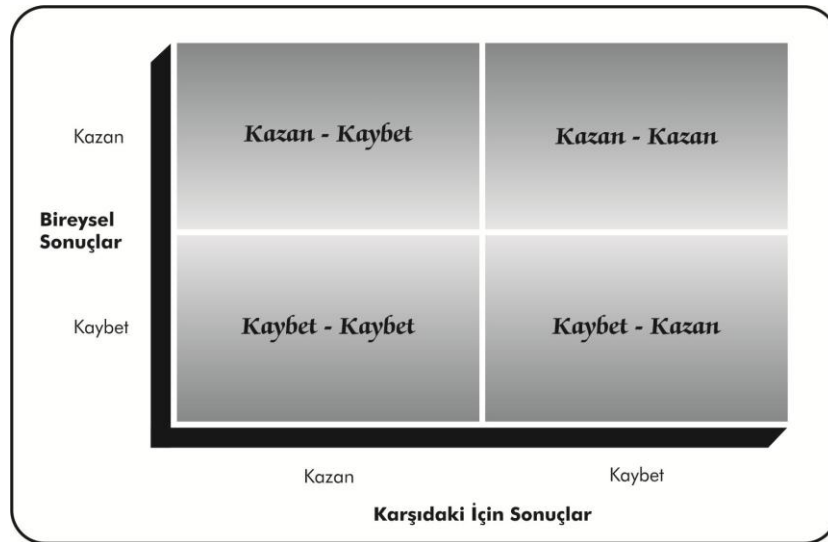 Kazan
Kazan - Kaybet
Kazan - Kazan
Bireysel
Sonuçlar
Kaybet
Kaybet - Kaybet
Kaybet - Kazan
Kazan
Kaybet
Karşıdaki İçin Sonuçlar